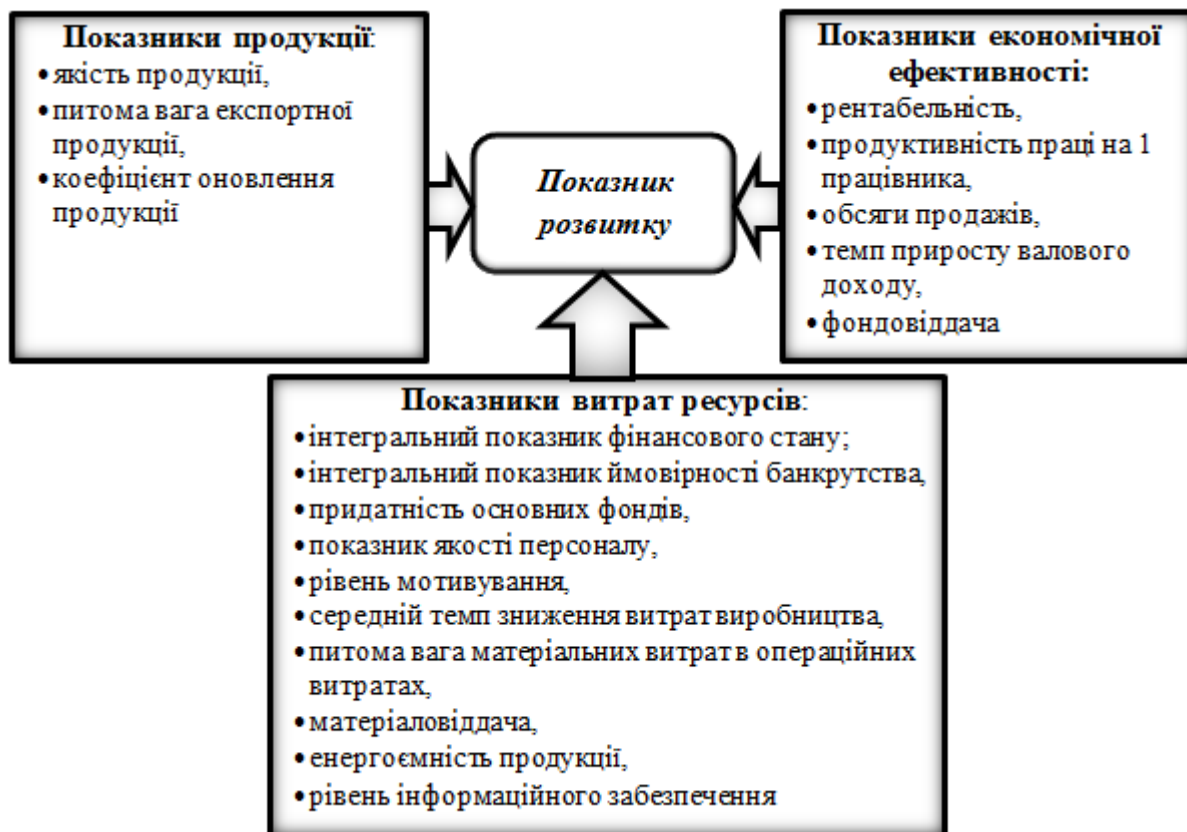 Показники продукції:
• якість продукції,
• питома вага експортної
продукції,
• коефіцієнт оновлення
продукції
Показник
розвитку
Показники економічної
ефективності:
• рентабельність,
• продуктивність праці на 1
працівника,
• обсяги продажів,
• темп приросту валового
доходу,
• фондовіддача
Показники витрат ресурсів:
• інтегральний показник фінансового стану;
• інтегральний показник ймовірності банкрутства,
• придатність основних фондів,
• показник якості персоналу,
• рівень мотивування,
• середній темп зниження витрат виробництва,
• питома вага матеріальних витрат в операційних
витратах,
• матеріаловіддача,
• енергоємність продукції,
• рівень інформаційного забезпечення